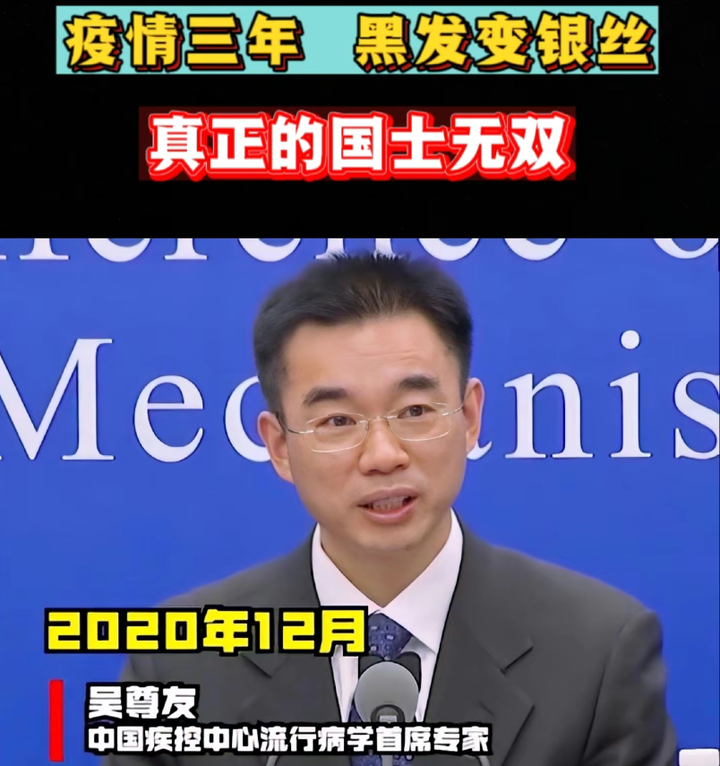 疫情三年 黑发变银丝
真正的国士无双
Mec anis
2020年12月
吴尊友
中国疾控中心流行病学首席专家